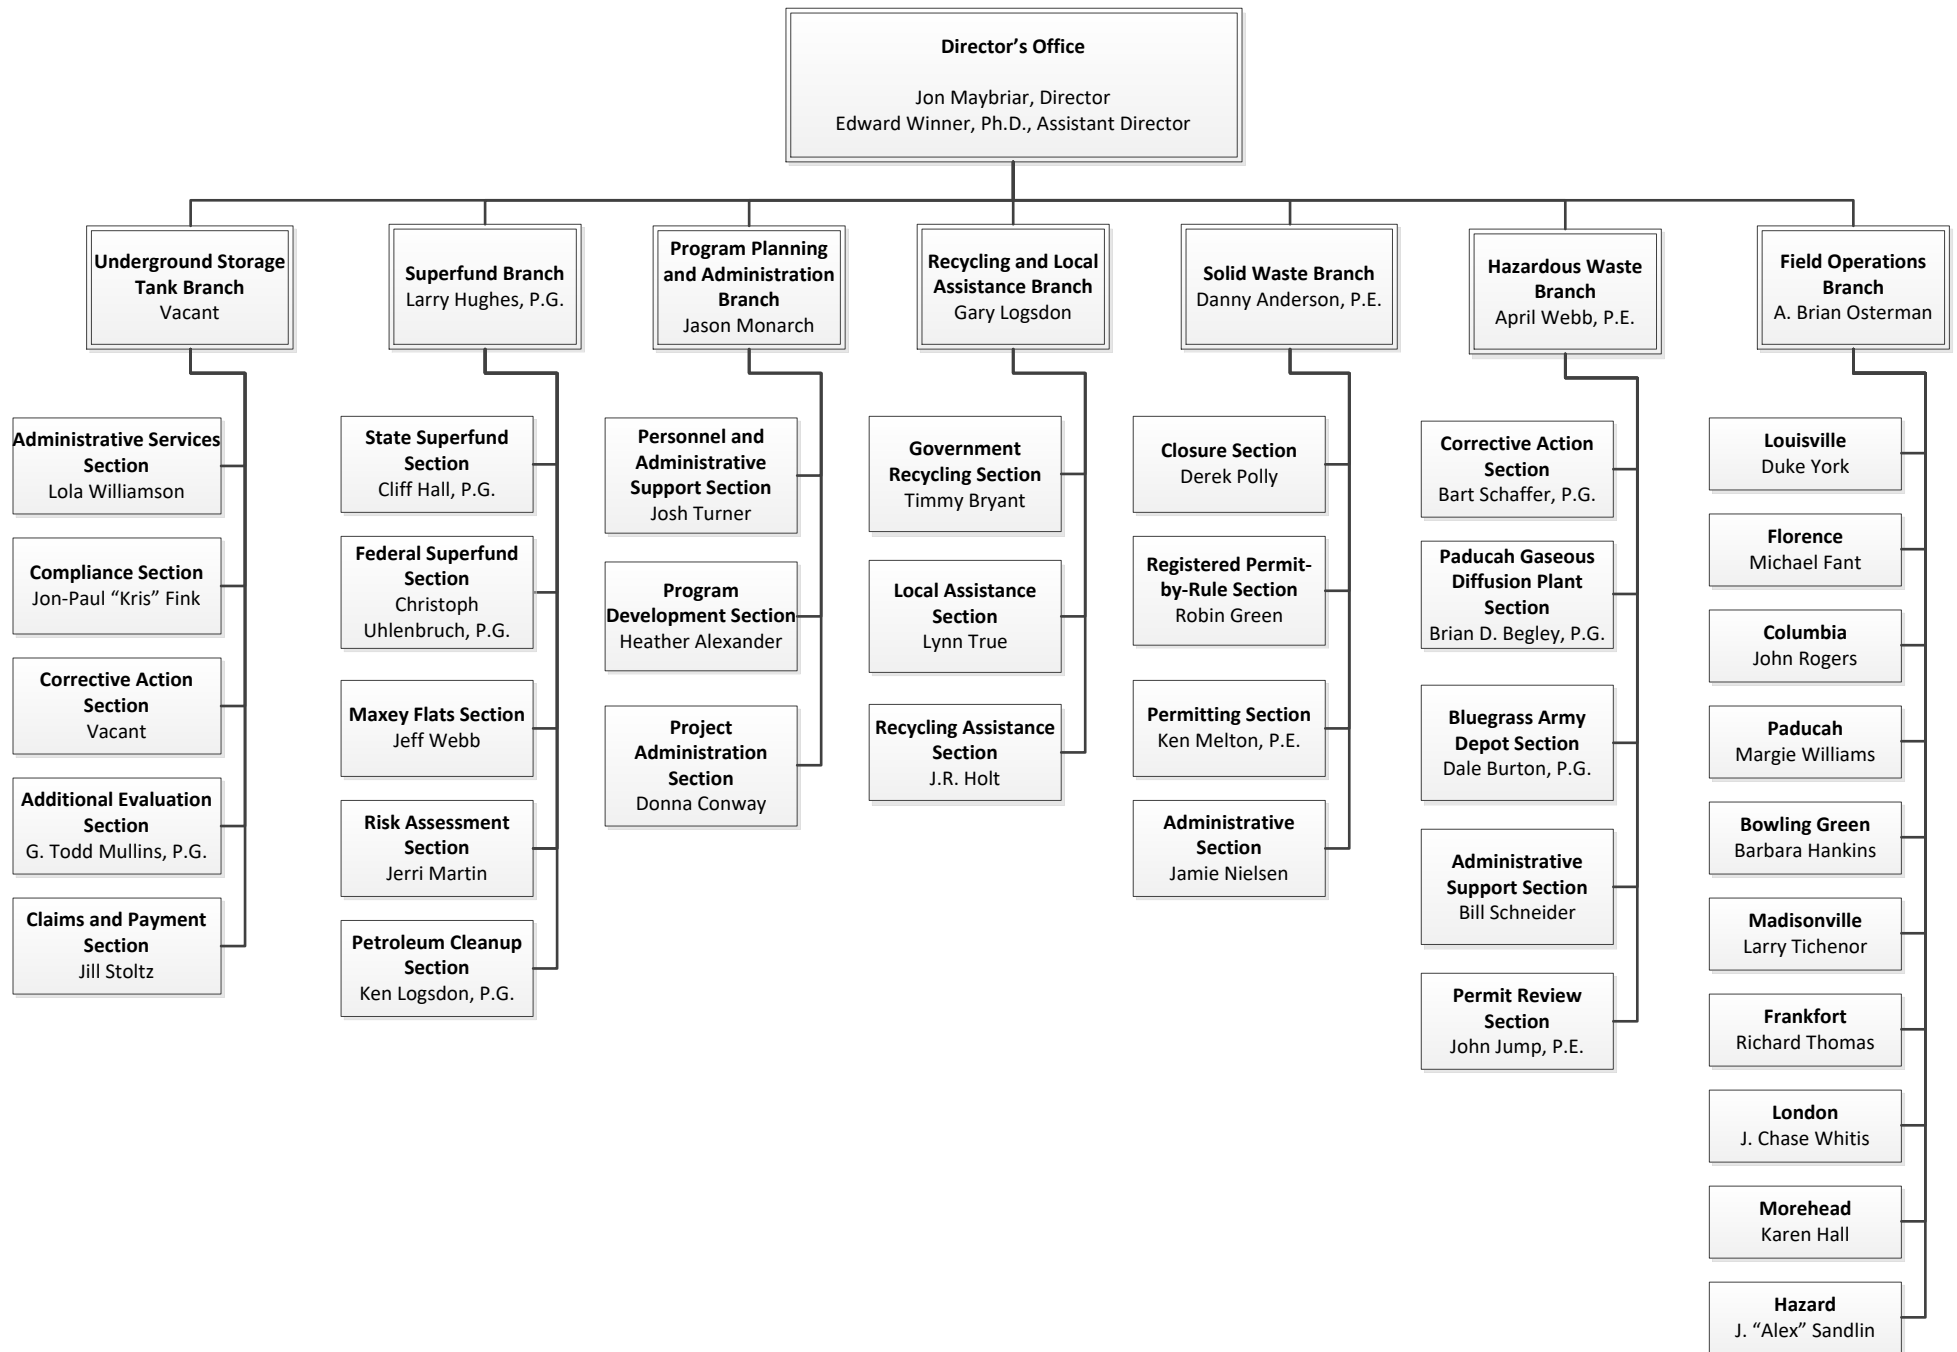 Director’s Office
Jon Maybriar, Director
Edward Winner, Ph.D., Assistant Director
Underground Storage
Tank Branch
Vacant
Superfund Branch
Larry Hughes, P.G.
Program Planning
and Administration
Branch
Jason Monarch
Recycling and Local
Assistance Branch
Gary Logsdon
Solid Waste Branch
Danny Anderson, P.E.
Hazardous Waste
Branch
April Webb, P.E.
Field Operations
Branch
A. Brian Osterman
Administrative Services
Section
Lola Williamson
Compliance Section
Jon-Paul “Kris” Fink
Corrective Action
Section
Vacant
Additional Evaluation
Section
G. Todd Mullins, P.G.
Claims and Payment
Section
Jill Stoltz
State Superfund
Section
Cliff Hall, P.G.
Federal Superfund
Section
Christoph
Uhlenbruch, P.G.
Maxey Flats Section
Jeff Webb
Risk Assessment
Section
Jerri Martin
Petroleum Cleanup
Section
Ken Logsdon, P.G.
Personnel and
Administrative
Support Section
Josh Turner
Program
Development Section
Heather Alexander
Project
Administration
Section
Donna Conway
Government
Recycling Section
Timmy Bryant
Local Assistance
Section
Lynn True
Recycling Assistance
Section
J.R. Holt
Closure Section
Derek Polly
Registered Permit-
by-Rule Section
Robin Green
Permitting Section
Ken Melton, P.E.
Administrative
Section
Jamie Nielsen
Corrective Action
Section
Bart Schaffer, P.G.
Paducah Gaseous
Diffusion Plant
Section
Brian D. Begley, P.G.
Bluegrass Army
Depot Section
Dale Burton, P.G.
Administrative
Support Section
Bill Schneider
Permit Review
Section
John Jump, P.E.
Louisville
Duke York
Florence
Michael Fant
Columbia
John Rogers
Paducah
Margie Williams
Bowling Green
Barbara Hankins
Madisonville
Larry Tichenor
Frankfort
Richard Thomas
London
J. Chase Whitis
Morehead
Karen Hall
Hazard
J. “Alex” Sandlin